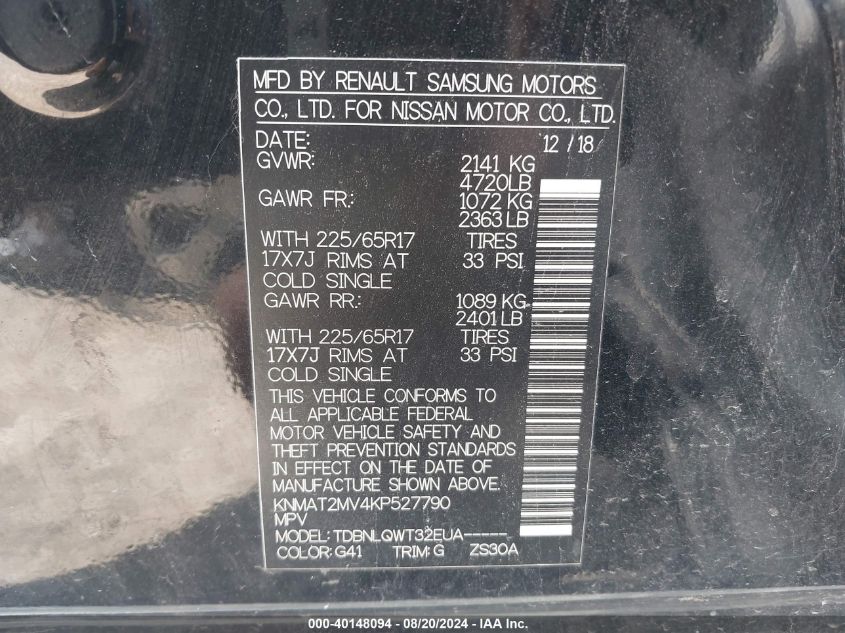 MFD BY RENAULT SAMSUNG MOTORS
CO., LTD. FOR NISSAN MOTOR CO., LTD.
DATE: 12 / 18
GVWR: 2141 KG
4720LB
GAWR FR: 1072 KG
2363 LB
WITH 225/65R17 TIRES
17X7J RIMS AT 33 PSI
COLD SINGLE
GAWR RR: 1089 KG
2401 LB
WITH 225/65R17 TIRES
17X7J RIMS AT 33 PSI
COLD SINGLE
THIS VEHICLE CONFORMS TO
ALL APPLICABLE FEDERAL
MOTOR VEHICLE SAFETY AND
THEFT PREVENTION STANDARDS
IN EFFECT ON THE DATE OF
MANUFACTURE SHOWN ABOVE.
KNMAT2MV4KP527790
MPV
MODEL: TDBNLQWT32EUA-----
COLOR: G41 TRIM: G ZS30A
000-40148094 - 08/20/2024 - IAAI Inc.